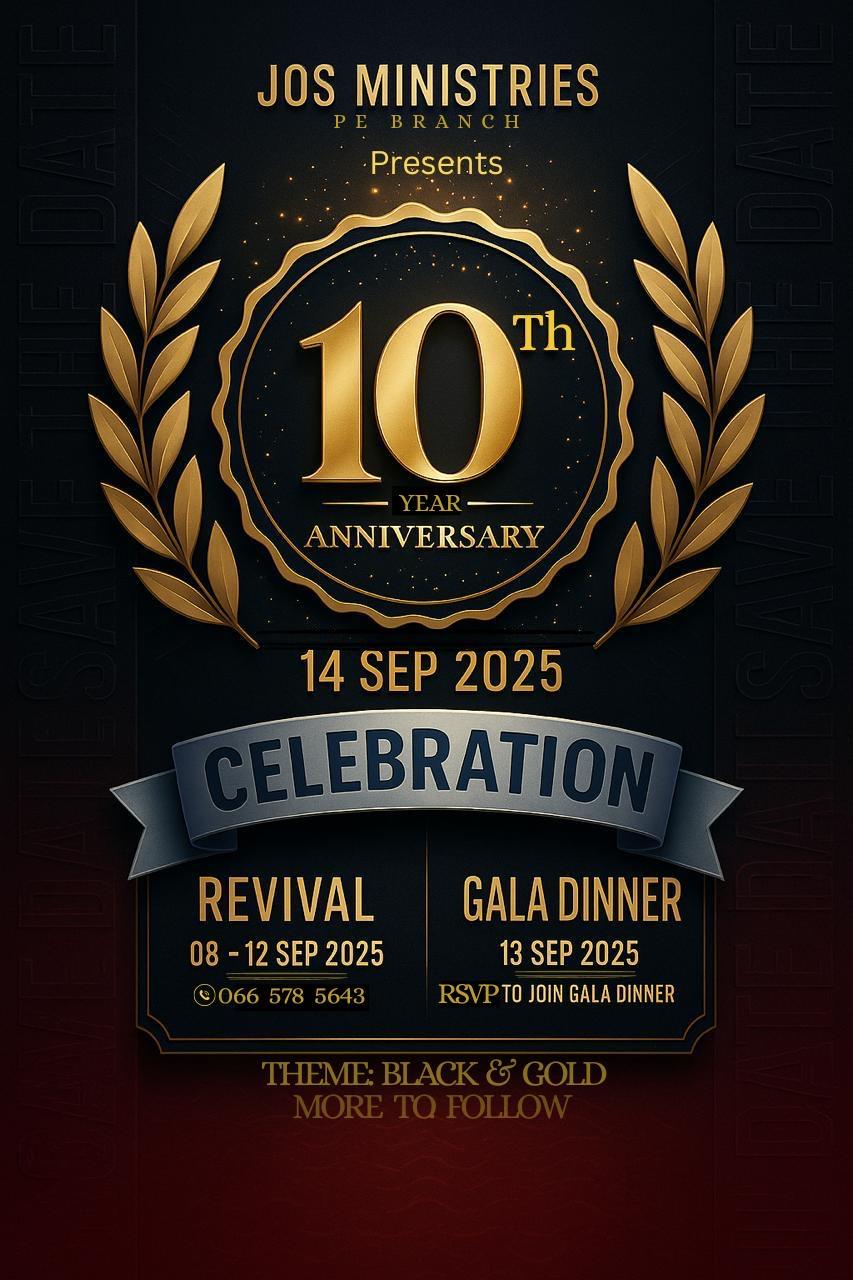 JOS MINISTRIES
PE BRANCH
Presents
10Th
YEAR
ANNIVERSARY
14 SEP 2025
CELEBRATION
REVIVAL
08 - 12 SEP 2025
066 578 5643
GALA DINNER
13 SEP 2025
RSVP TO JOIN GALA DINNER
THEME: BLACK & GOLD
MORE TO FOLLOW
SAVE THE DATE
SAVE THE DATE